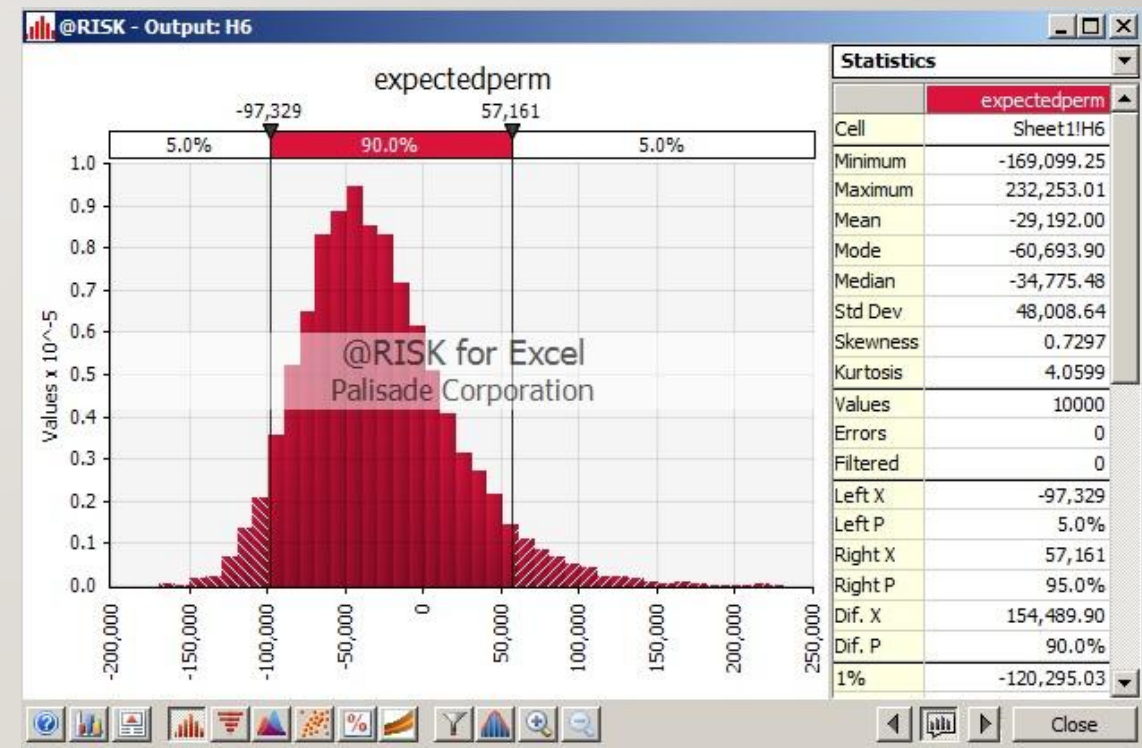 @RISK - Output: H6
expectedperm
-97,329 57,161
5.0% 90.0% 5.0%
1.0
0.9
0.8
0.7
0.6
0.5
0.4
0.3
0.2
0.1
0.0
Values x 10^-5
@RISK for Excel
Palisade Corporation
-200,000
-150,000
-100,000
-50,000
0
50,000
100,000
150,000
200,000
250,000
Statistics
expectedperm
Cell Sheet1!H6
Minimum -169,099.25
Maximum 232,253.01
Mean -29,192.00
Mode -60,693.90
Median -34,775.48
Std Dev 48,008.64
Skewness 0.7297
Kurtosis 4.0599
Values 10000
Errors 0
Filtered 0
Left X -97,329
Left P 5.0%
Right X 57,161
Right P 95.0%
Dif. X 154,489.90
Dif. P 90.0%
1% -120,295.03
Close